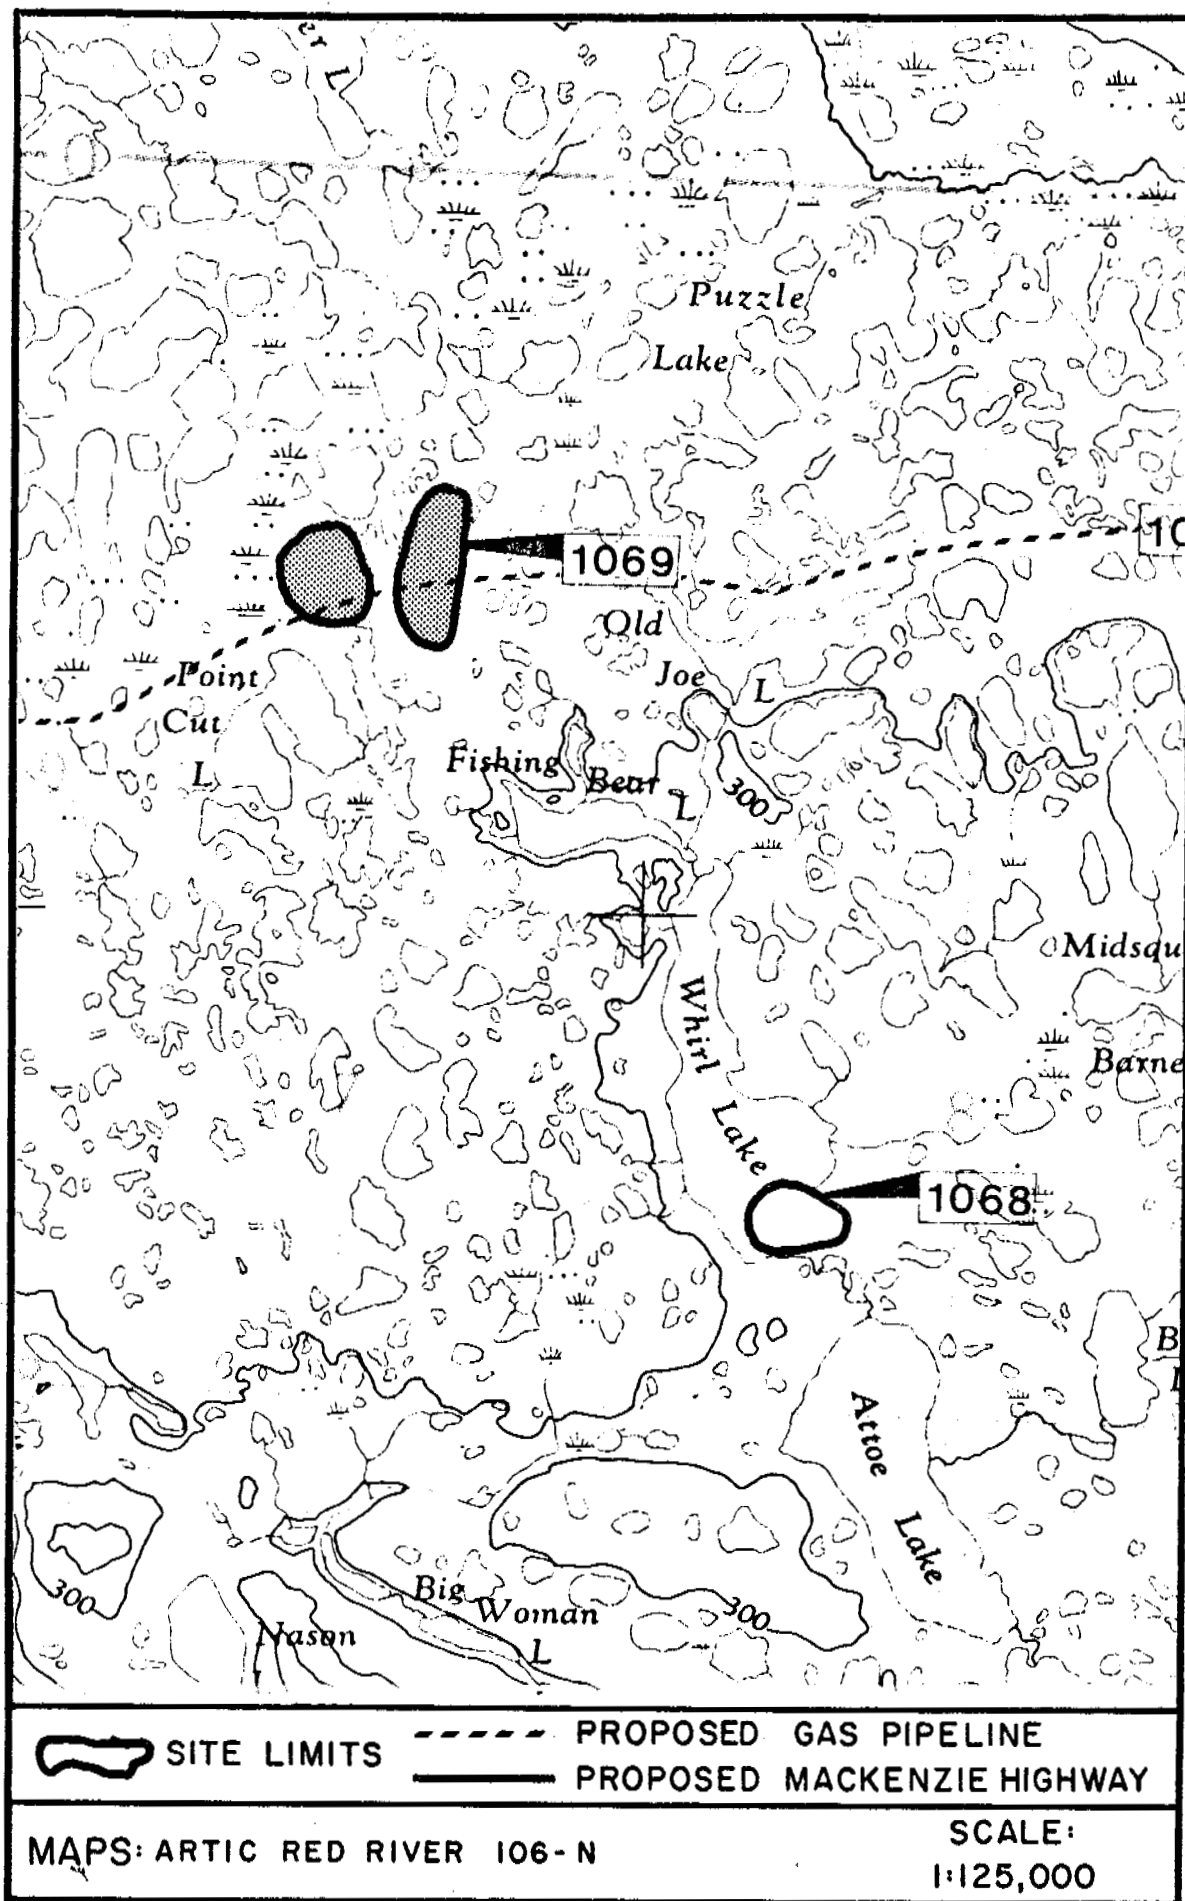 er L
Puzzle
Lake
1069
10
Old
Joe
L
Point
Cut
L
Fishing
Bear
L
300
Midsqu
Whirl
Lake
Barne
1068
B
Attoe
Lake
300
Big
Woman
L
300
Nason
SITE LIMITS
PROPOSED GAS PIPELINE
PROPOSED MACKENZIE HIGHWAY
MAPS: ARTIC RED RIVER 106-N
SCALE:
1:125,000